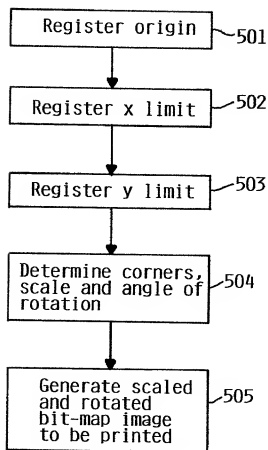 Register origin
501
Register x limit
502
Register y limit
503
Determine corners,
scale and angle of
rotation
504
Generate scaled
and rotated
bit-map image
to be printed
505